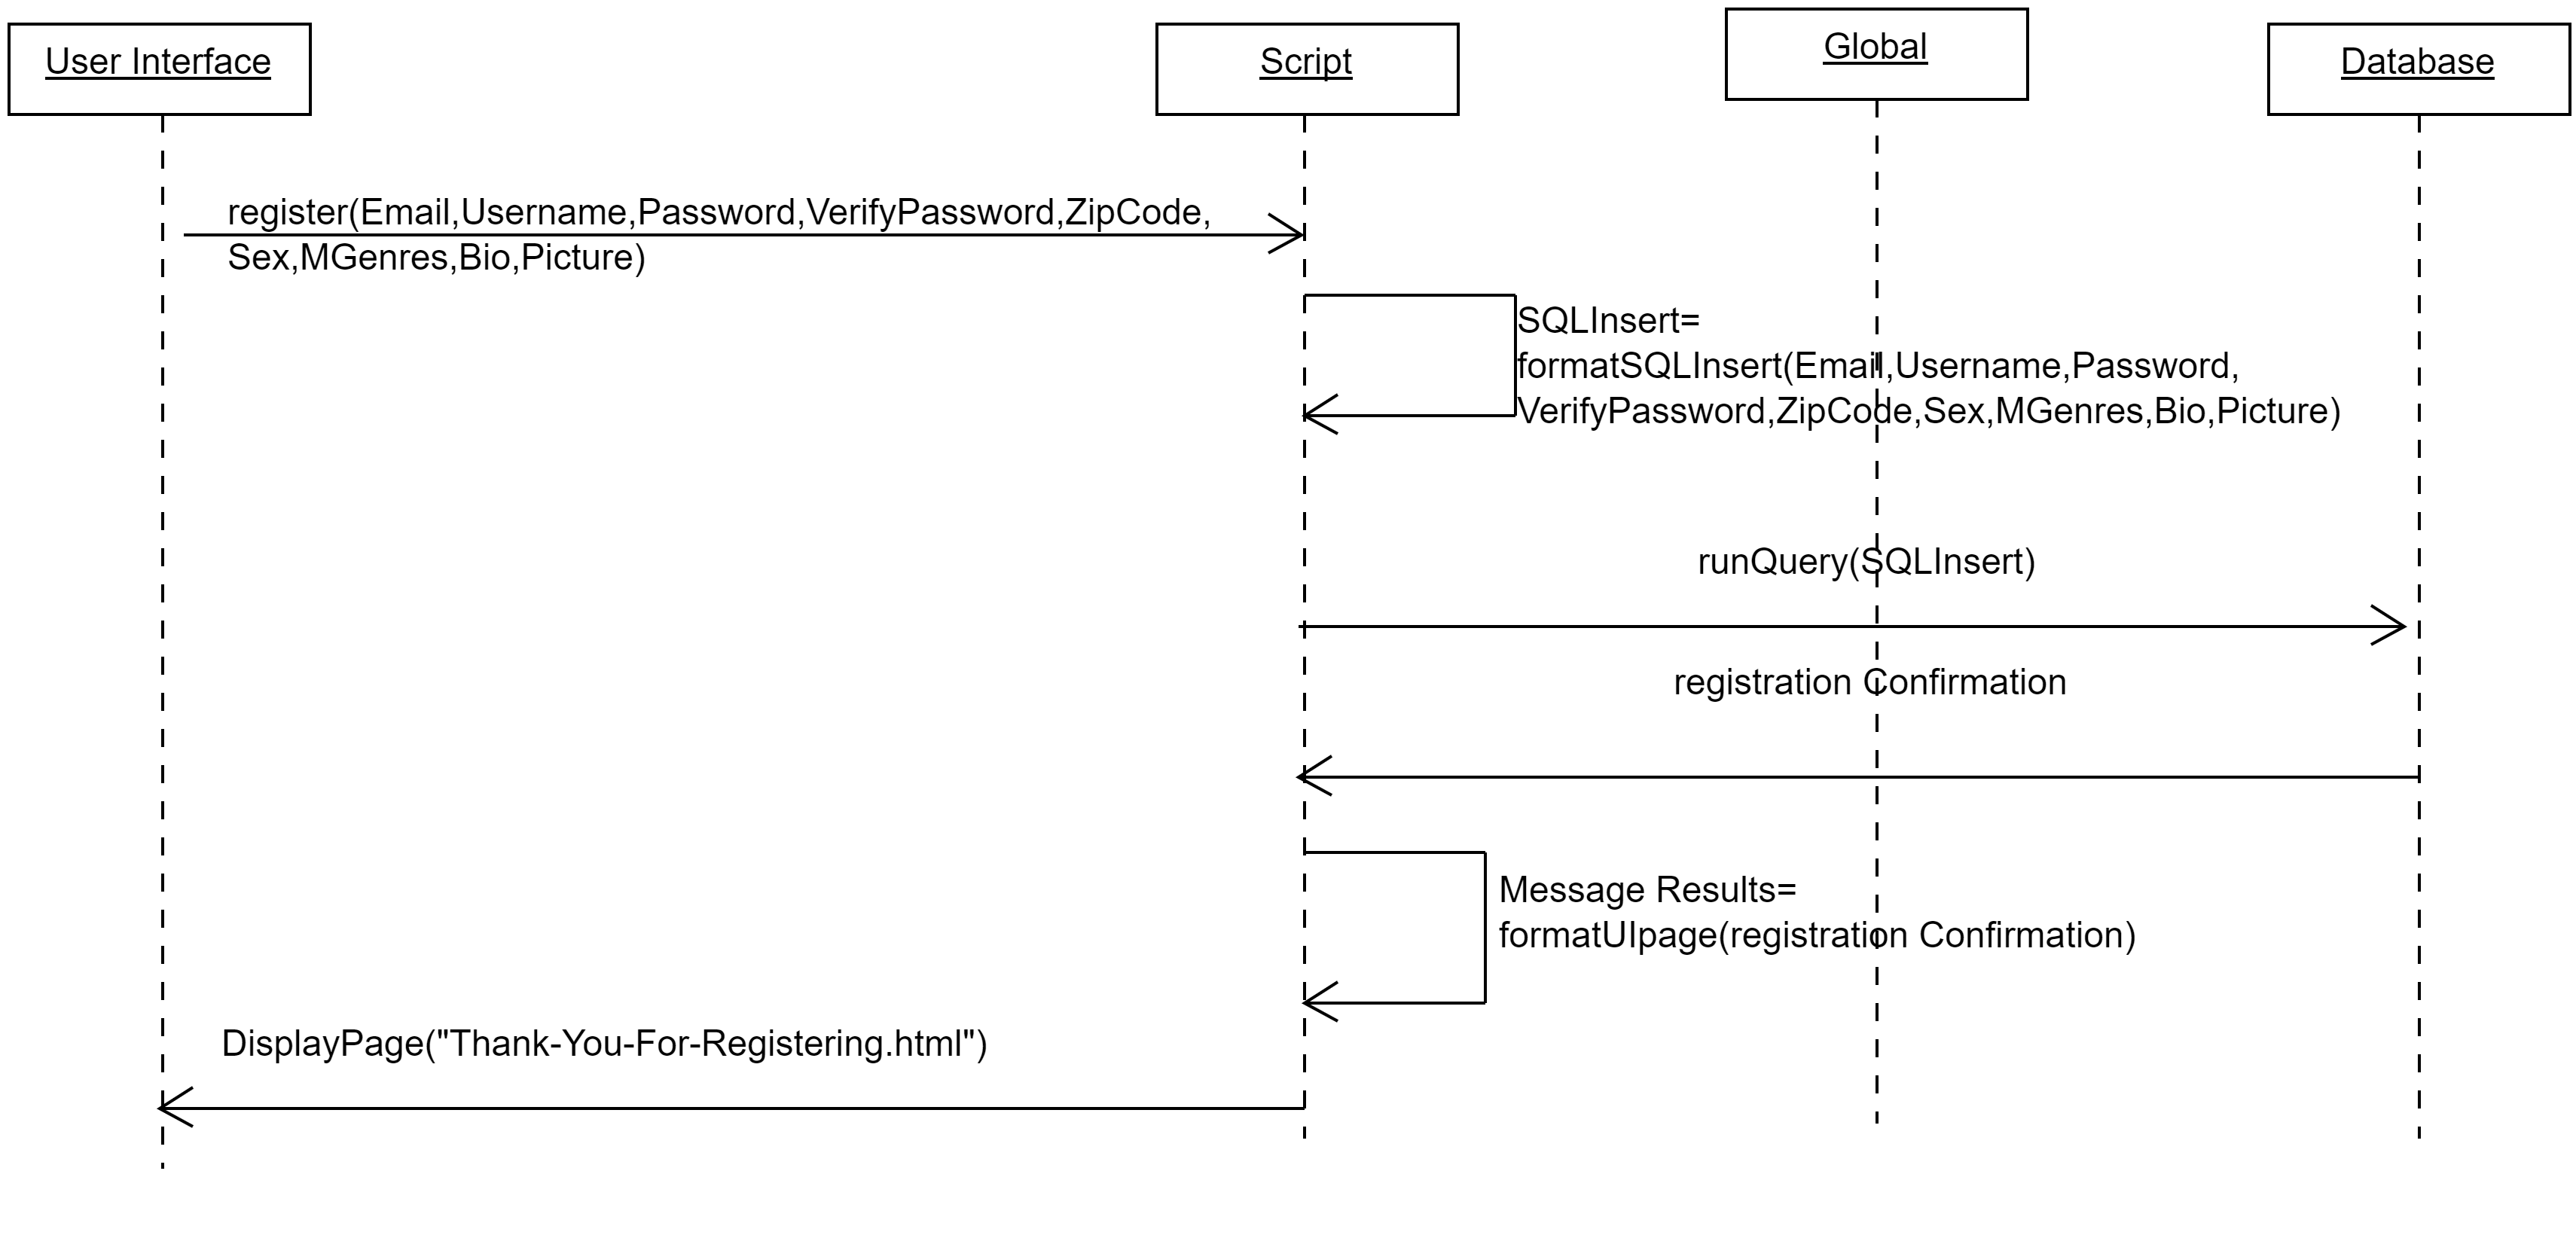 User Interface
Script
Global
Database
register(Email,Username,Password,VerifyPassword,ZipCode,
Sex,MGenres,Bio,Picture)
SQLInsert=
formatSQLInsert(Email,Username,Password,
VerifyPassword,ZipCode,Sex,MGenres,Bio,Picture)
runQuery(SQLInsert)
registration Confirmation
Message Results=
formatUIpage(registration Confirmation)
DisplayPage("Thank-You-For-Registering.html")